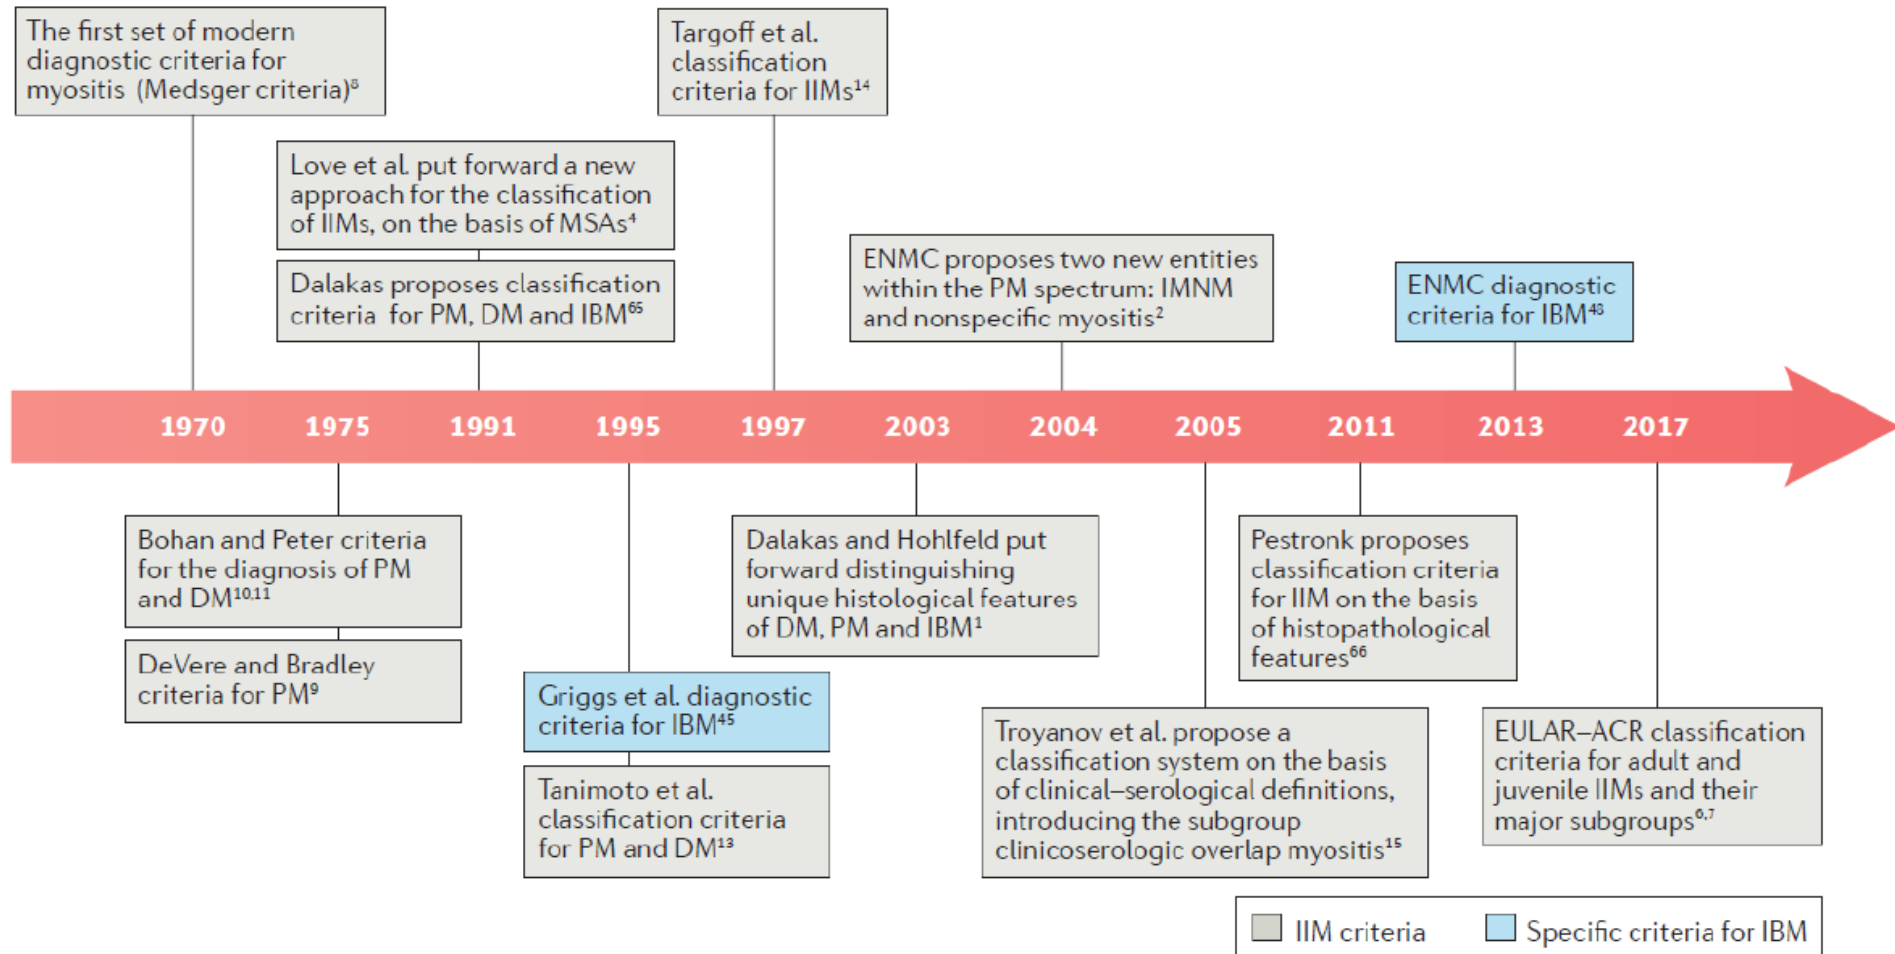 The first set of modern
diagnostic criteria for
myositis (Medsger criteria)⁸
Targoff et al.
classification
criteria for IIMs¹⁴
Love et al. put forward a new
approach for the classification
of IIMs, on the basis of MSAs⁴
Dalakas proposes classification
criteria for PM, DM and IBM⁶⁵
ENMC proposes two new entities
within the PM spectrum: IMNM
and nonspecific myositis²
ENMC diagnostic
criteria for IBM⁴⁸
1970 1975 1991 1995 1997 2003 2004 2005 2011 2013 2017
Bohan and Peter criteria
for the diagnosis of PM
and DM¹⁰,¹¹
DeVere and Bradley
criteria for PM⁹
Griggs et al. diagnostic
criteria for IBM⁴⁵
Tanimoto et al.
classification criteria
for PM and DM¹³
Dalakas and Hohlfeld put
forward distinguishing
unique histological features
of DM, PM and IBM¹
Troyanov et al. propose a
classification system on the basis
of clinical–serological definitions,
introducing the subgroup
clinicoserologic overlap myositis¹⁵
Pestronk proposes
classification criteria
for IIM on the basis
of histopathological
features⁶⁶
EULAR–ACR classification
criteria for adult and
juvenile IIMs and their
major subgroups⁶,⁷
IIM criteria
Specific criteria for IBM